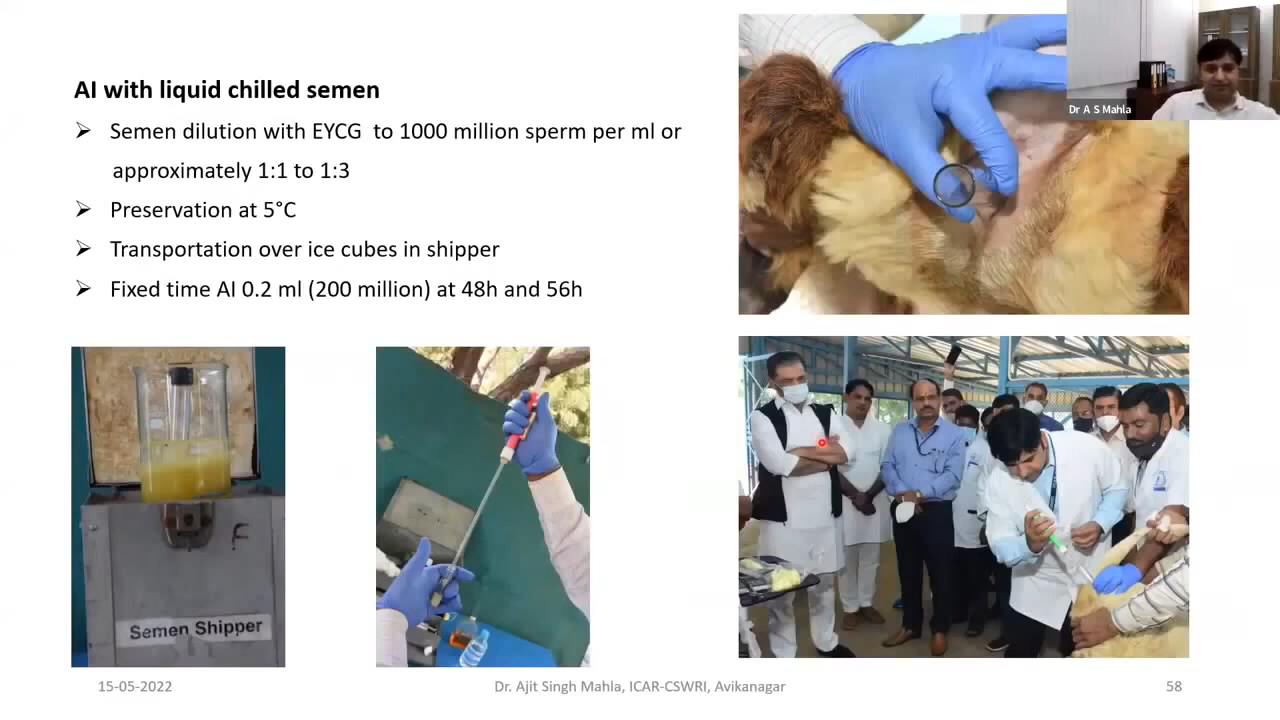 AI with liquid chilled semen
➢ Semen dilution with EYCG to 1000 million sperm per ml or
approximately 1:1 to 1:3
➢ Preservation at 5°C
➢ Transportation over ice cubes in shipper
➢ Fixed time AI 0.2 ml (200 million) at 48h and 56h
Dr A S Mahla
F
Semen Shipper
15-05-2022
Dr. Ajit Singh Mahla, ICAR-CSWRI, Avikanagar
58